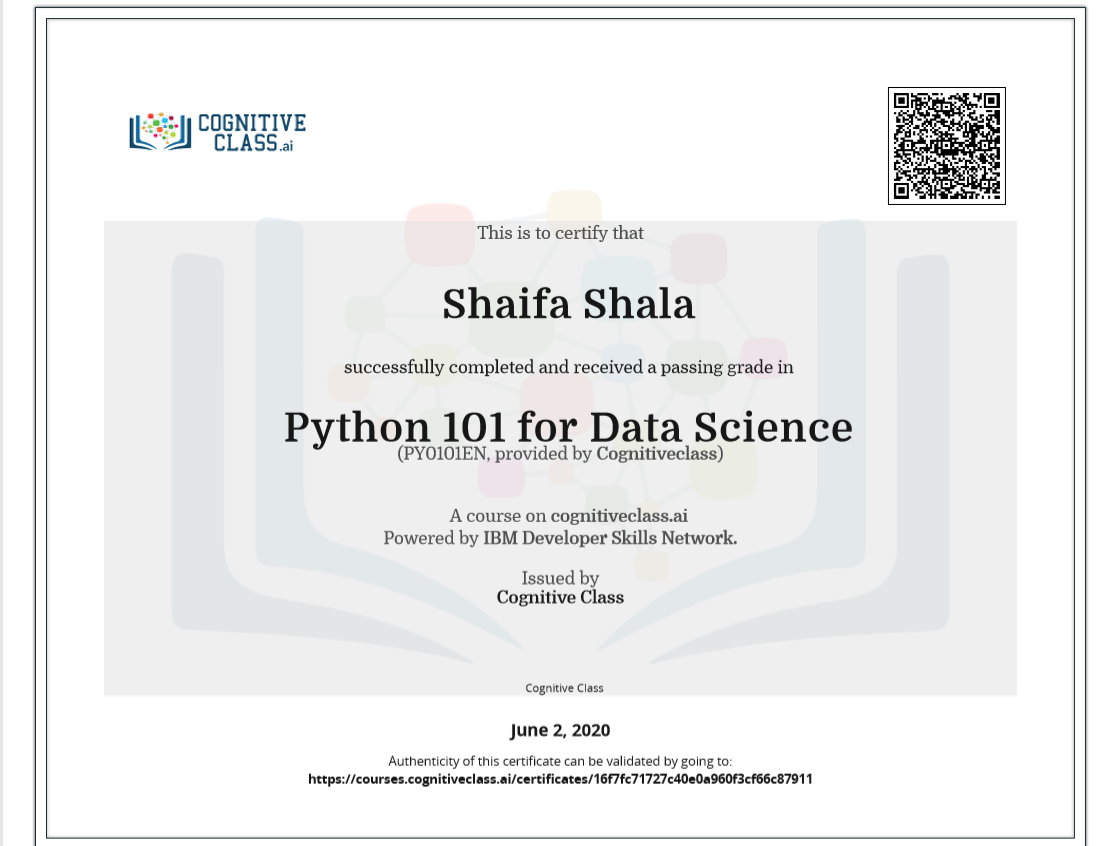 COGNITIVE
CLASS.ai
This is to certify that
Shaifa Shala
successfully completed and received a passing grade in
Python 101 for Data Science
(PY0101EN, provided by Cognitiveclass)
A course on cognitiveclass.ai
Powered by IBM Developer Skills Network.
Issued by
Cognitive Class
Cognitive Class
June 2, 2020
Authenticity of this certificate can be validated by going to:
https://courses.cognitiveclass.ai/certificates/16f7fc71727c40e0a960f3cf66c87911